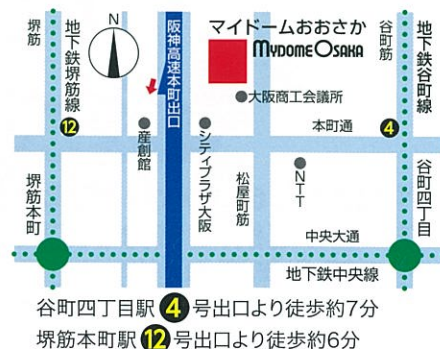 堺筋
地下鉄堺筋線
N
阪神高速本町出口
マイドームおおさか
MYDOME OSAKA
谷町筋
地下鉄谷町線
大阪商工会議所
12
産創館
シティプラザ大阪
本町通
4
堺筋本町
松屋町筋
NTT
谷町四丁目
中央大通
地下鉄中央線
谷町四丁目駅4号出口より徒歩約7分
堺筋本町駅12号出口より徒歩約6分